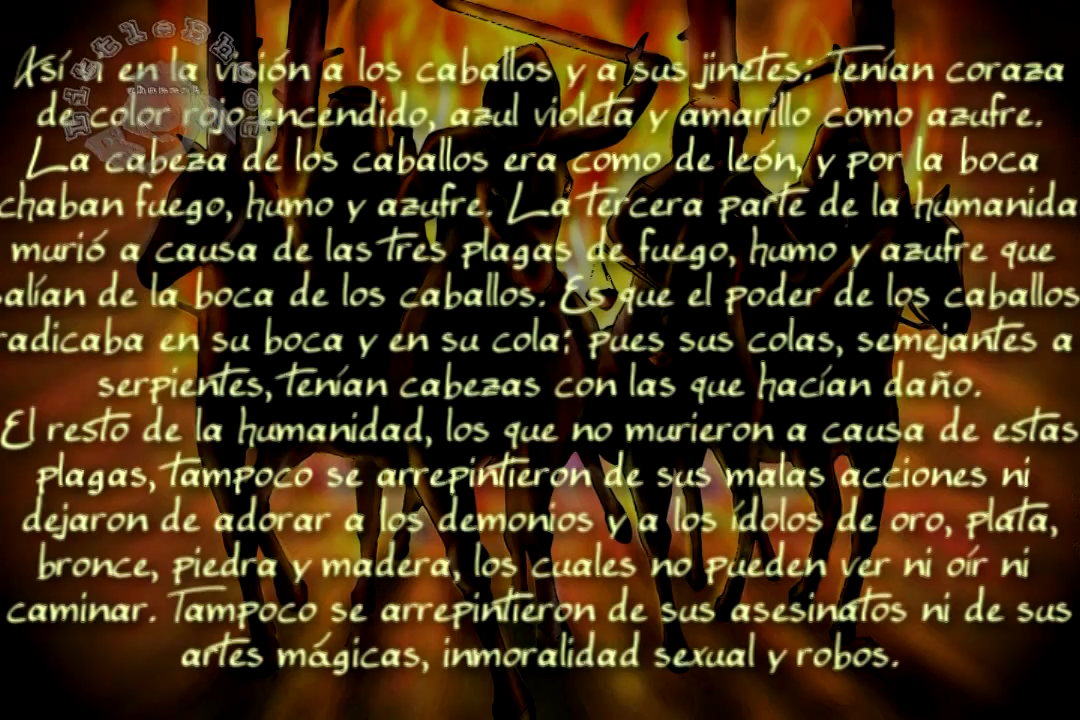 Así vi en la visión a los caballos y a sus jinetes: Tenían coraza
de color rojo encendido, azul violeta y amarillo como azufre.
La cabeza de los caballos era como de león, y por la boca
chaban fuego, humo y azufre. La tercera parte de la humanida
murió a causa de las tres plagas de fuego, humo y azufre que
salían de la boca de los caballos. Es que el poder de los caballos
radicaba en su boca y en su cola; pues sus colas, semejantes a
serpientes, tenían cabezas con las que hacían daño.
El resto de la humanidad, los que no murieron a causa de estas
plagas, tampoco se arrepintieron de sus malas acciones ni
dejaron de adorar a los demonios y a los ídolos de oro, plata,
bronce, piedra y madera, los cuales no pueden ver ni oír ni
caminar. Tampoco se arrepintieron de sus asesinatos ni de sus
artes mágicas, inmoralidad sexual y robos.